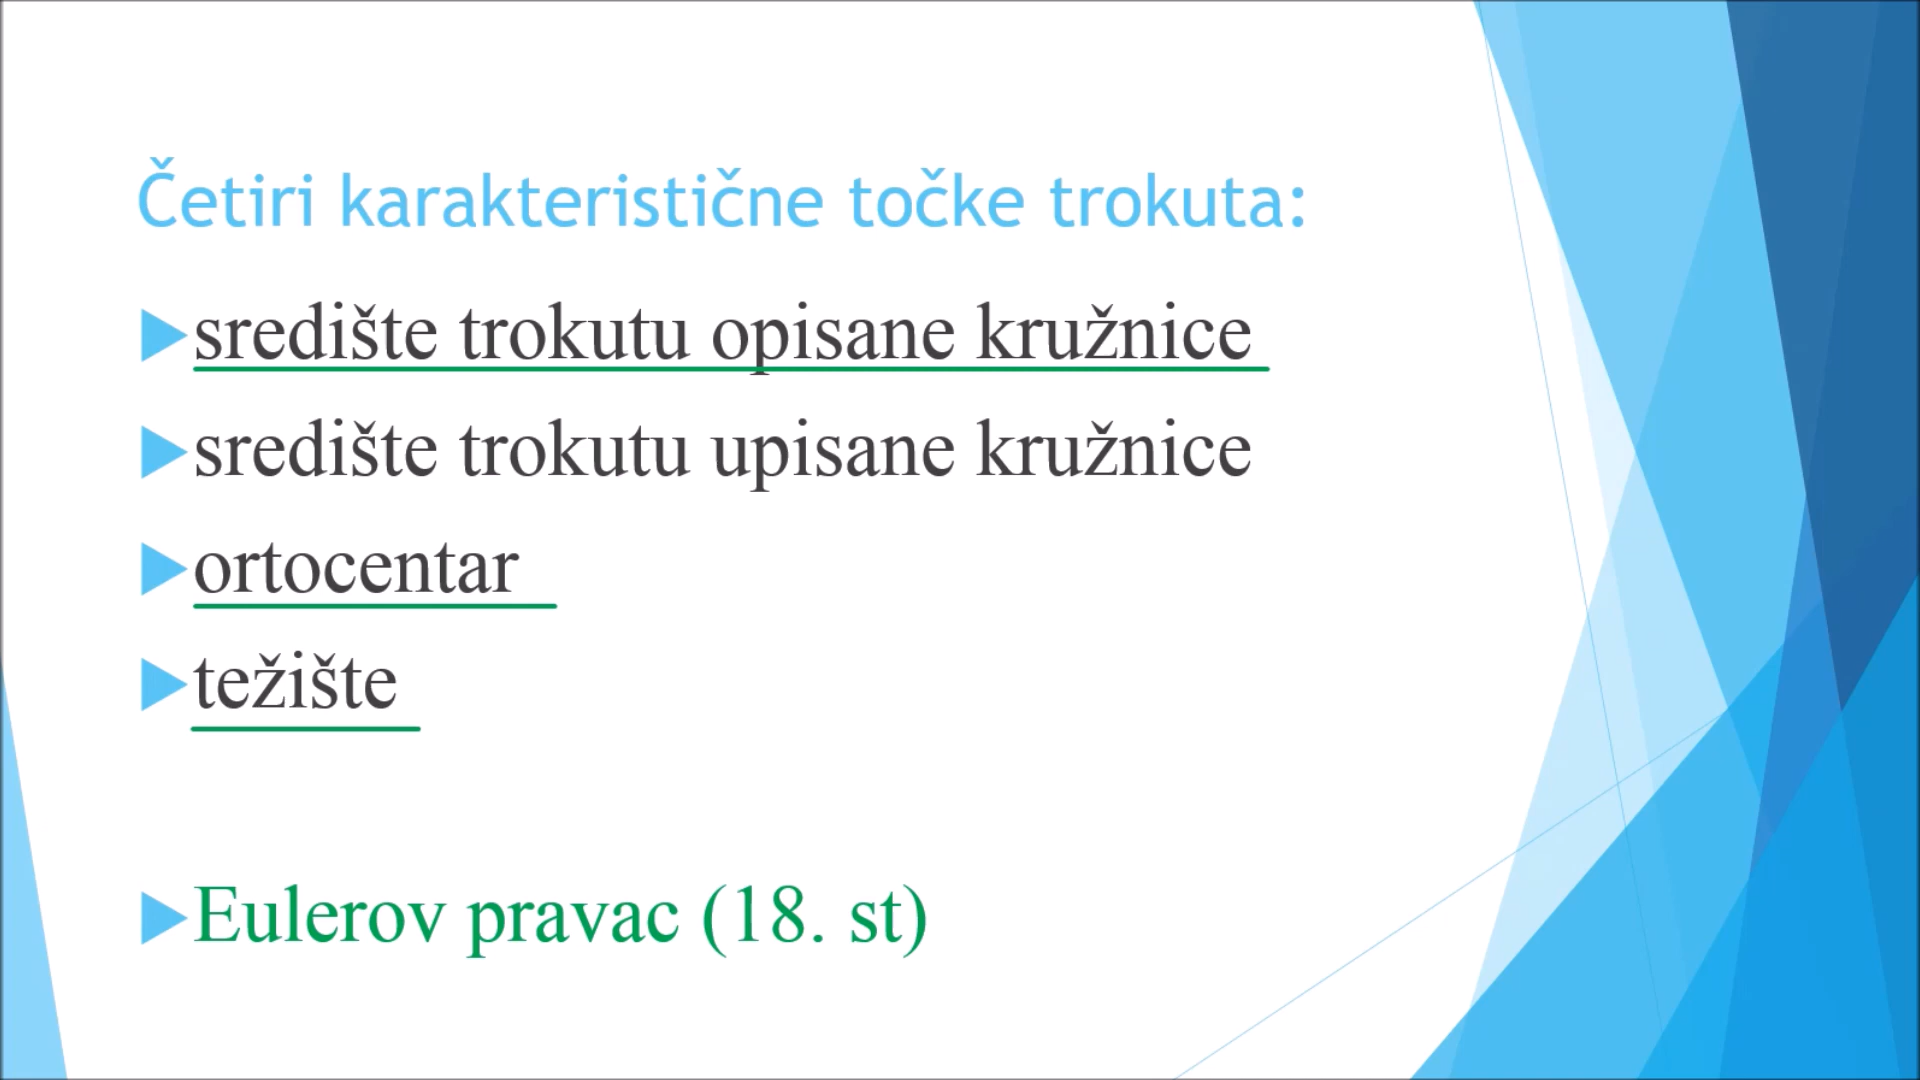 Četiri karakteristične točke trokuta:
središte trokutu opisane kružnice
središte trokutu upisane kružnice
ortocentar
težište
Eulerov pravac (18. st)